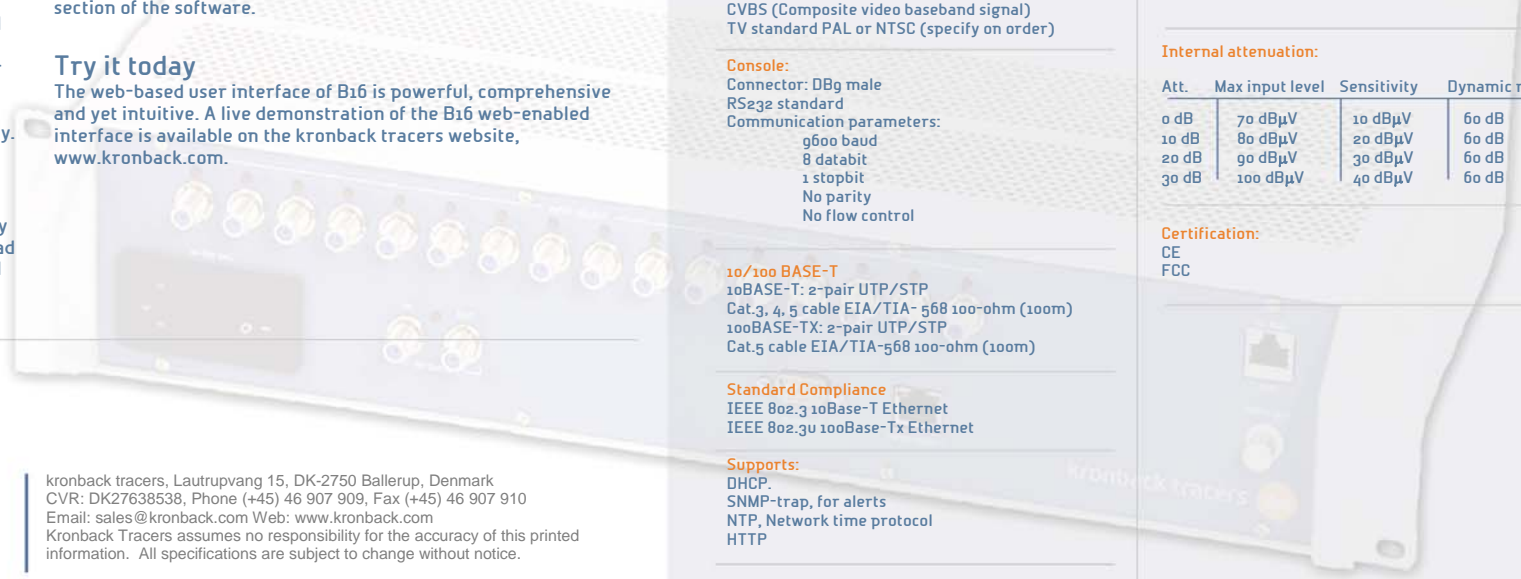 section of the software.
y.
y
ad
Try it today
The web-based user interface of B16 is powerful, comprehensive
and yet intuitive. A live demonstration of the B16 web-enabled
interface is available on the kronback tracers website,
www.kronback.com.
kronback tracers, Lautrupvang 15, DK-2750 Ballerup, Denmark
CVR: DK27638538, Phone (+45) 46 907 909, Fax (+45) 46 907 910
Email: sales@kronback.com Web: www.kronback.com
Kronback Tracers assumes no responsibility for the accuracy of this printed
information. All specifications are subject to change without notice.
CVBS (Composite video baseband signal)
TV standard PAL or NTSC (specify on order)
Console:
Connector: DB9 male
RS232 standard
Communication parameters:
9600 baud
8 databit
1 stopbit
No parity
No flow control
10/100 BASE-T
10BASE-T: 2-pair UTP/STP
Cat.3, 4, 5 cable EIA/TIA- 568 100-ohm (100m)
100BASE-TX: 2-pair UTP/STP
Cat.5 cable EIA/TIA-568 100-ohm (100m)
Standard Compliance
IEEE 802.3 10Base-T Ethernet
IEEE 802.3u 100Base-Tx Ethernet
Supports:
DHCP.
SNMP-trap, for alerts
NTP, Network time protocol
HTTP
Internal attenuation:
Att. Max input level Sensitivity Dynamic
0 dB 70 dBµV 10 dBµV 60 dB
10 dB 80 dBµV 20 dBµV 60 dB
20 dB 90 dBµV 30 dBµV 60 dB
30 dB 100 dBµV 40 dBµV 60 dB
Certification:
CE
FCC
kronback tracers